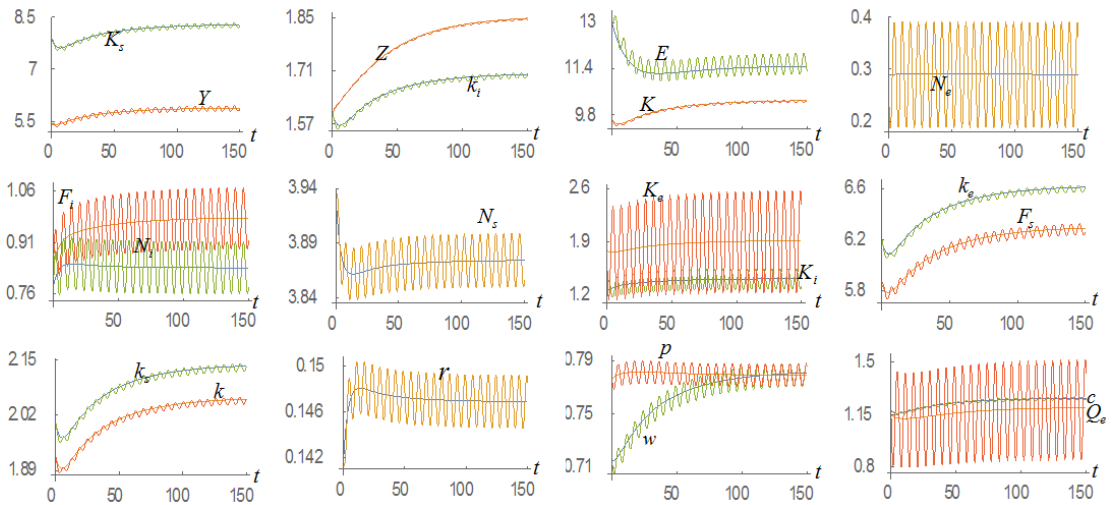 8.5
K_s
7
Y
5.5
0 50 100 150 t
1.85
Z
1.71
k_i
1.57
0 50 100 150 t
13
E
11.4
K
9.8
0 50 100 150 t
0.4
0.3
N_e
0.2
0 50 100 150 t
1.06
F_i
0.91
N_i
0.76
50 100 150 t
3.94
N_s
3.89
3.84
0 50 100 150 t
2.6
K_e
1.9
K_i
1.2
0 50 100 150 t
6.6
k_e
6.2
F_s
5.8
0 50 100 150 t
2.15
k_s
2.02
k
1.89
0 50 100 150 t
0.15
r
0.146
0.142
0 50 100 150 t
p
0.79
0.75
w
0.71
0 50 100 150 t
1.5
1.15
c
Q_e
0.8
0 50 100 150 t